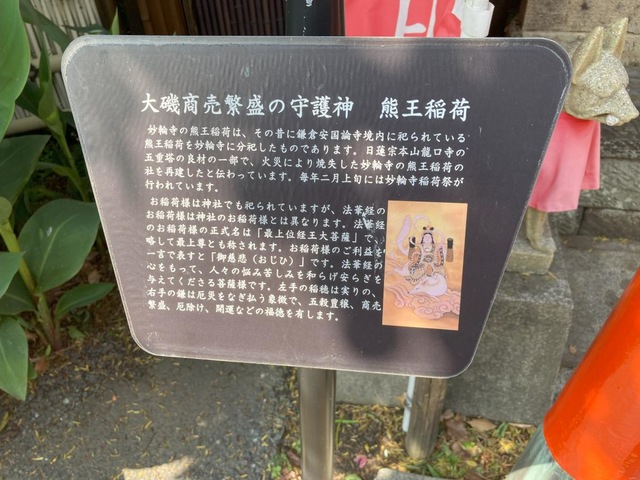 大磯商売繁盛の守護神　熊王稲荷
妙輪寺の熊王稲荷は、その昔に鎌倉安国論寺境内に祀られている
熊王稲荷を妙輪寺に分祀したものであります。日蓮宗本山龍口寺の
五重塔の良材の一部で、火災により焼失した妙輪寺の熊王稲荷の
社を再建したと伝わっています。毎年二月上旬には妙輪寺稲荷祭が
行われています。
お稲荷様は神社でも祀られていますが、法華経の
お稲荷様は神社のお稲荷様とは異なります。法華経
のお稲荷様の正式名は「最上位経王大菩薩」で、
略して最上尊とも称されます。お稲荷様のご利益を
一言で表すと「御慈悲（おじひ）」です。法華経の
心をもって、人々の悩み苦しみを和らげ安らぎを
与えてくださる菩薩様です。左手の稲穂は実りの、
右手の鎌は厄災をなぎ払う象徴で、五穀豊穣、商売
繁盛、厄除け、開運などの福徳を有します。